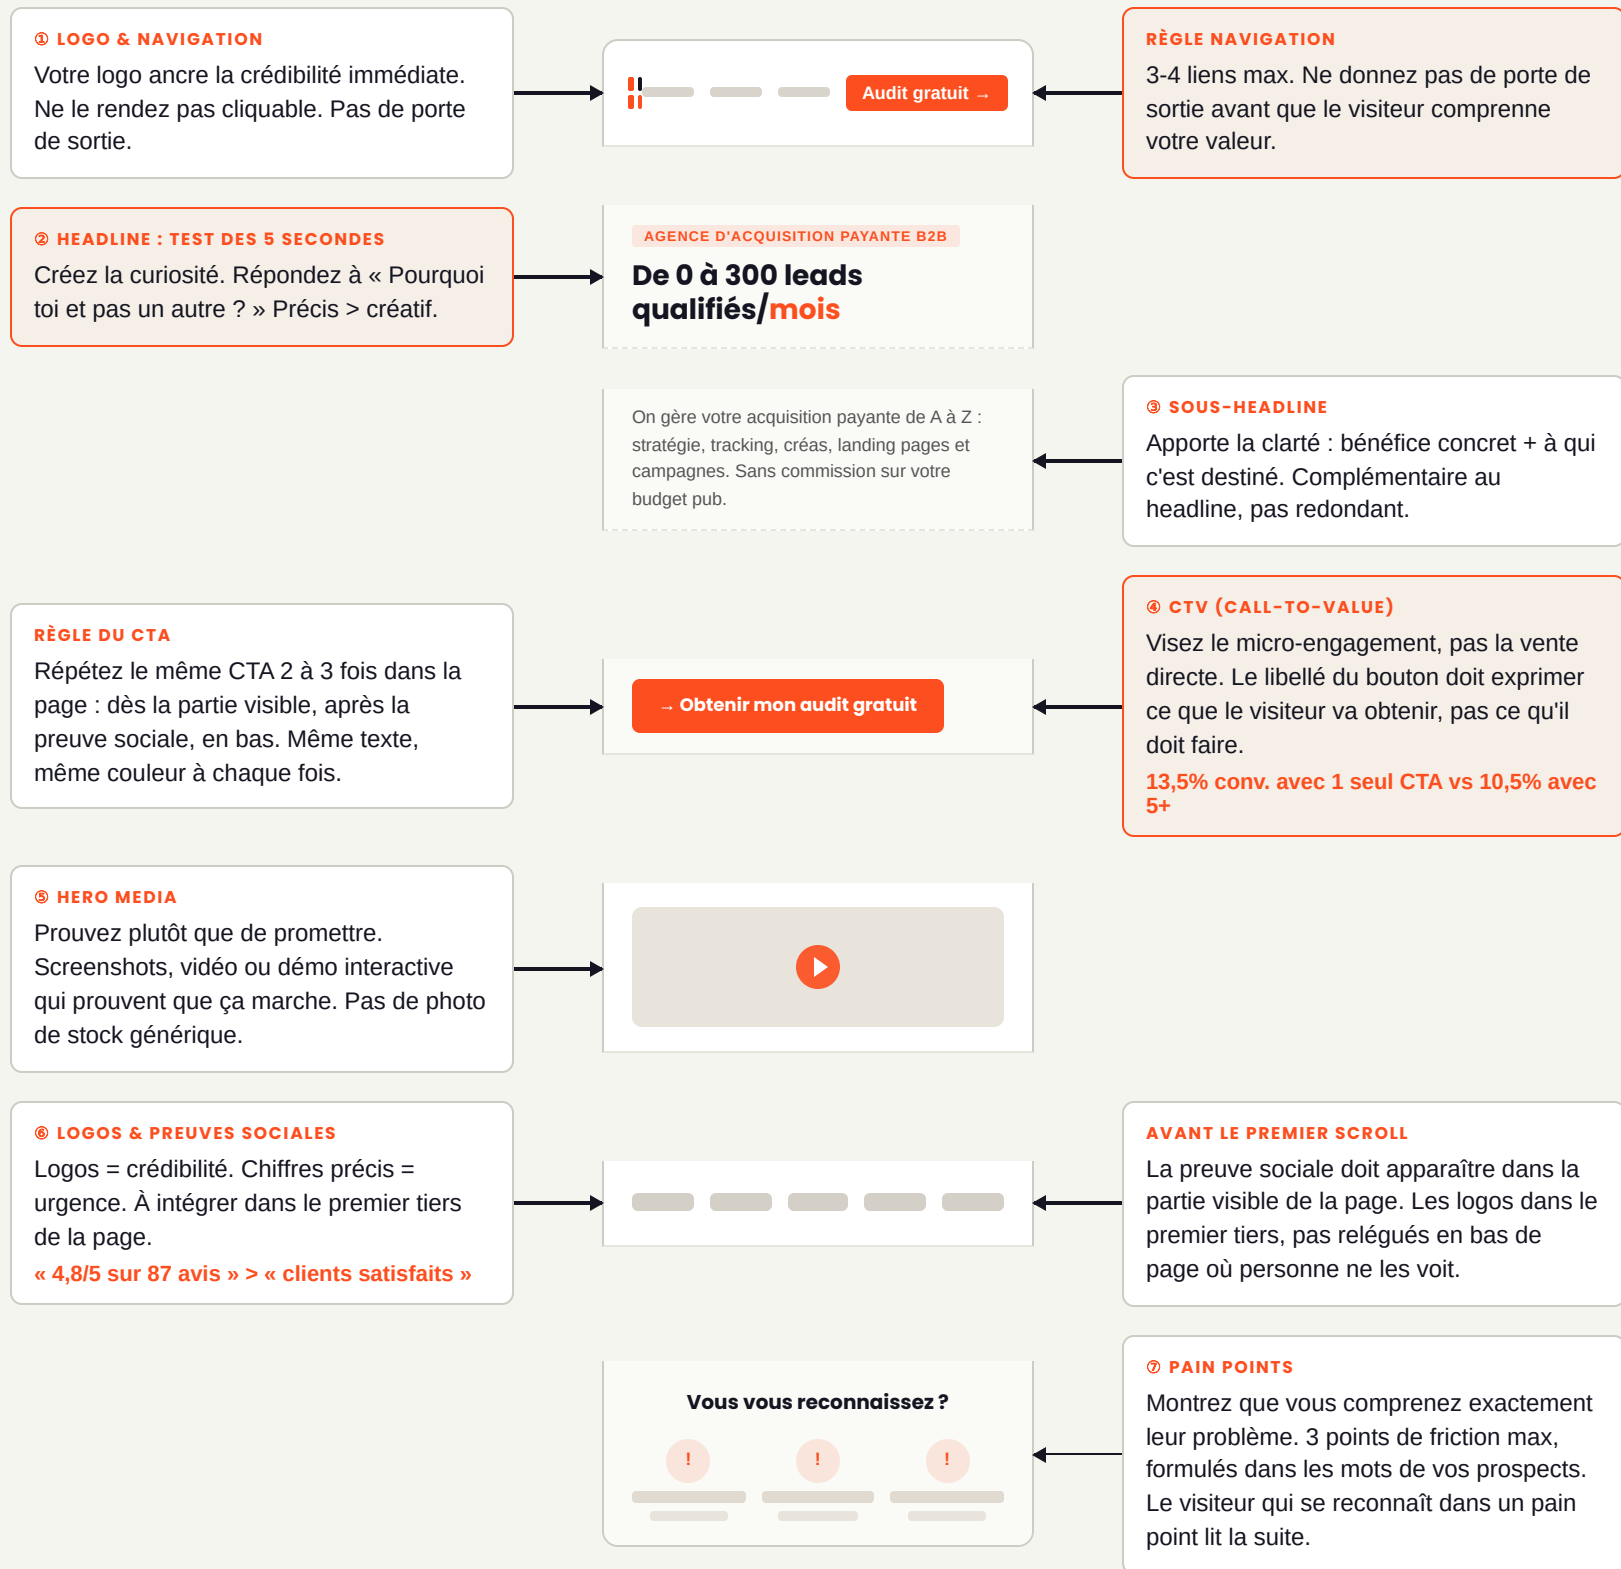 ① LOGO & NAVIGATION
Votre logo ancre la crédibilité immédiate.
Ne le rendez pas cliquable. Pas de porte
de sortie.
Audit gratuit →
RÈGLE NAVIGATION
3-4 liens max. Ne donnez pas de porte de
sortie avant que le visiteur comprenne
votre valeur.
② HEADLINE : TEST DES 5 SECONDES
Créez la curiosité. Répondez à « Pourquoi
toi et pas un autre ? » Précis > créatif.
AGENCE D'ACQUISITION PAYANTE B2B
De 0 à 300 leads
qualifiés/mois
On gère votre acquisition payante de A à Z :
stratégie, tracking, créas, landing pages et
campagnes. Sans commission sur votre
budget pub.
③ SOUS-HEADLINE
Apporte la clarté : bénéfice concret + à qui
c'est destiné. Complémentaire au
headline, pas redondant.
RÈGLE DU CTA
Répétez le même CTA 2 à 3 fois dans la
page : dès la partie visible, après la
preuve sociale, en bas. Même texte,
même couleur à chaque fois.
→ Obtenir mon audit gratuit
④ CTV (CALL-TO-VALUE)
Visez le micro-engagement, pas la vente
directe. Le libellé du bouton doit exprimer
ce que le visiteur va obtenir, pas ce qu'il
doit faire.
13,5% conv. avec 1 seul CTA vs 10,5% avec
5+
⑤ HERO MEDIA
Prouvez plutôt que de promettre.
Screenshots, vidéo ou démo interactive
qui prouvent que ça marche. Pas de photo
de stock générique.
⑥ LOGOS & PREUVES SOCIALES
Logos = crédibilité. Chiffres précis =
urgence. À intégrer dans le premier tiers
de la page.
« 4,8/5 sur 87 avis » > « clients satisfaits »
AVANT LE PREMIER SCROLL
La preuve sociale doit apparaître dans la
partie visible de la page. Les logos dans le
premier tiers, pas relégués en bas de
page où personne ne les voit.
Vous vous reconnaissez ?
! ! !
⑦ PAIN POINTS
Montrez que vous comprenez exactement
leur problème. 3 points de friction max,
formulés dans les mots de vos prospects.
Le visiteur qui se reconnaît dans un pain
point lit la suite.